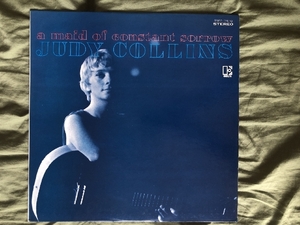 STEREO
a maid of constant sorrow
JUDY COLLINS